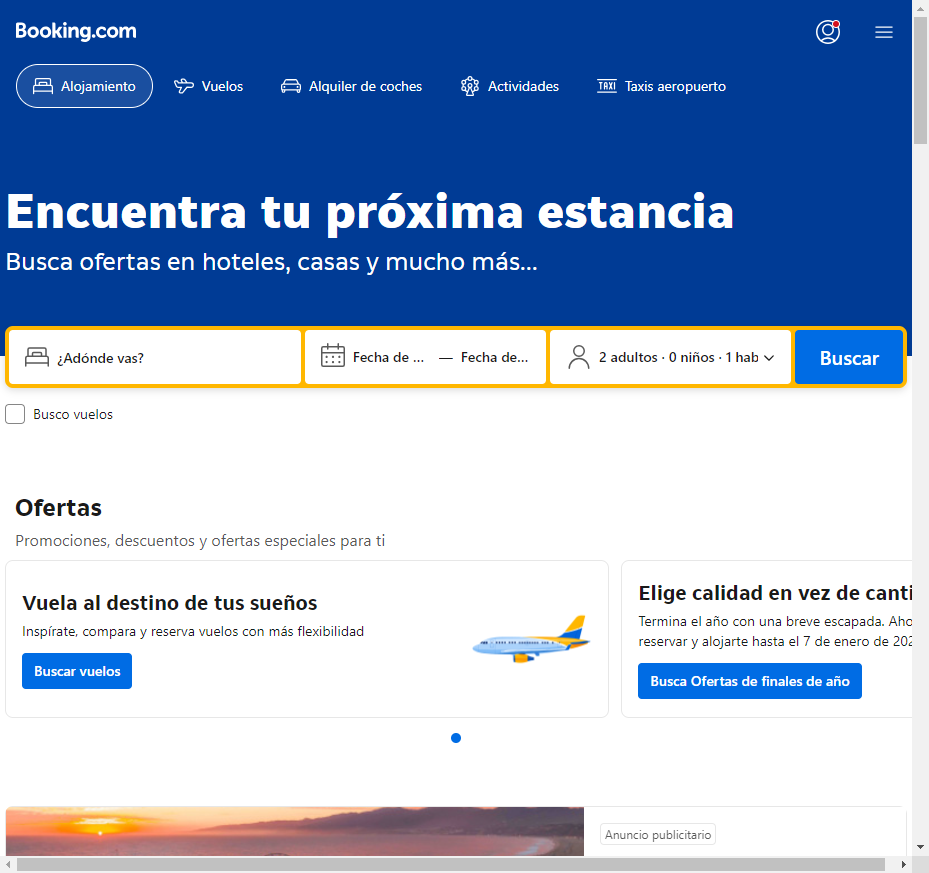 Booking.com
Alojamiento
Vuelos
Alquiler de coches
Actividades
TAXI
Taxis aeropuerto
Encuentra tu próxima estancia
Busca ofertas en hoteles, casas y mucho más...
¿Adónde vas?
Fecha de ... — Fecha de...
2 adultos · 0 niños · 1 hab
Buscar
Busco vuelos
Ofertas
Promociones, descuentos y ofertas especiales para ti
Vuela al destino de tus sueños
Inspírate, compara y reserva vuelos con más flexibilidad
Buscar vuelos
Elige calidad en vez de canti
Termina el año con una breve escapada. Aho
reservar y alojarte hasta el 7 de enero de 202
Busca Ofertas de finales de año
Anuncio publicitario